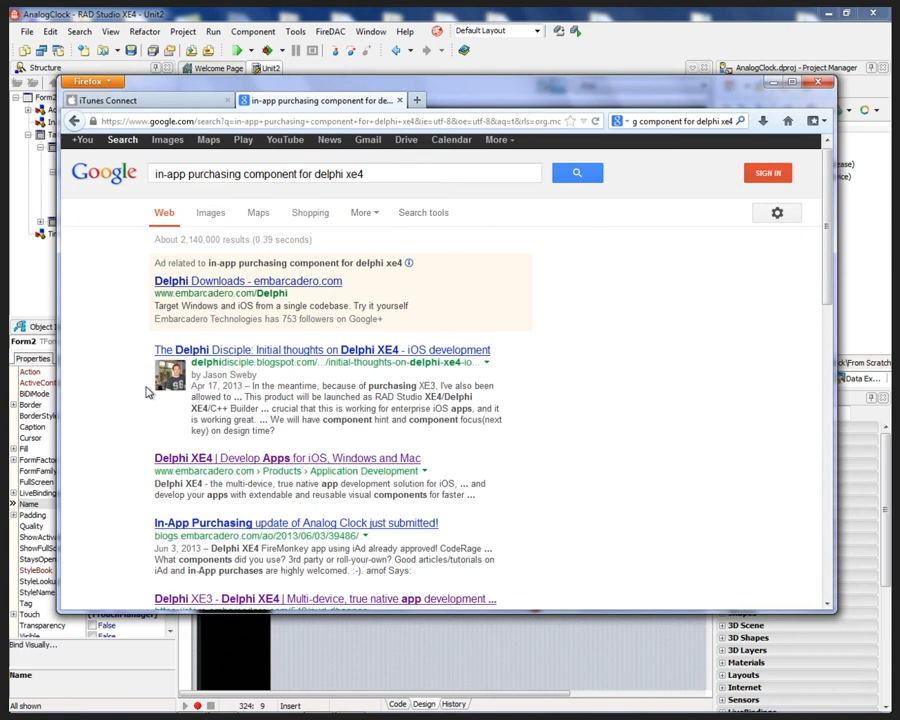 AnalogClock - RAD Studio XE4 - Unit2
File Edit Search View Refactor Project Run Component Tools FireDAC Window Help Default Layout
Structure Welcome Page Unit2 AnalogClock.dproj - Project Manager
Firefox
iTunes Connect in-app purchasing component for de...
https://www.google.com/search?q=in-app+purchasing+component+for+delphi+xe4&ie=utf-8&oe=utf-8&aq=t&rls=org.mo g component for delphi xe4
+You Search Images Maps Play YouTube News Gmail Drive Calendar More
Google in-app purchasing component for delphi xe4 SIGN IN
Web Images Maps Shopping More Search tools
About 2,140,000 results (0.39 seconds)
Ad related to in-app purchasing component for delphi xe4
Delphi Downloads - embarcadero.com
www.embarcadero.com/Delphi
Target Windows and iOS from a single codebase. Try it yourself
Embarcadero Technologies has 753 followers on Google+
The Delphi Disciple: Initial thoughts on Delphi XE4 - iOS development
delphidisciple.blogspot.com/.../initial-thoughts-on-delphi-xe4-io...
by Jason Sweby
Apr 17, 2013 – In the meantime, because of purchasing XE3, I've also been
allowed to ... This product will be launched as RAD Studio XE4/Delphi
XE4/C++ Builder ... crucial that this is working for enterprise iOS apps, and it
is working great. ... We will have component hint and component focus(next
key) on design time?
Delphi XE4 | Develop Apps for iOS, Windows and Mac
www.embarcadero.com › Products › Application Development
Delphi XE4 - the multi-device, true native app development solution for iOS, ... and
develop your apps with extendable and reusable visual components for faster ...
In-App Purchasing update of Analog Clock just submitted!
blogs.embarcadero.com/ao/2013/06/03/39486/
Jun 3, 2013 – Delphi XE4 FireMonkey app using iAd already approved! CodeRage ...
What components did you use? 3rd party or roll-your-own? Good articles/tutorials on
iAd and in-App purchases are highly welcomed. :-). arnof Says:
Delphi XE3 - Delphi XE4 | Multi-device, true native app development ...
Form2
Object I
Form2 TFor
Properties
Action
ActiveCont
BiDiMode
Border
BorderStyle
Caption
Cursor
Fill
FormFactor
FormFamily
FullScreen
Height
Left
LiveBinding
Name
Padding
Quality
ShowActiva
ShowFullSc
StaysOpen
StyleBook
StyleLooku
StyleName
Tag
Touch (TTouchManager)
Transparency False
Visible False
Bind Visually...
Name
All shown 324: 9 Insert Code Design History
\From Scratch
Data Ex...
3D Scene
3D Shapes
3D Layers
Materials
Layouts
Internet
Sensors
LiveBindings